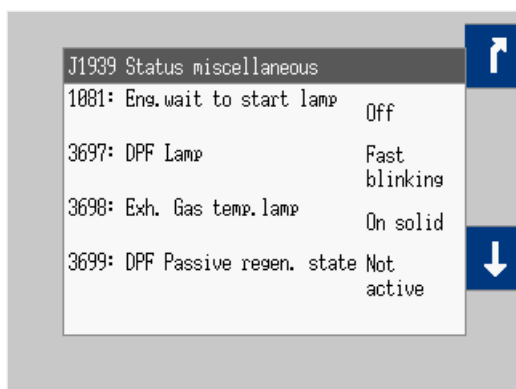 J1939 Status miscellaneous
1081: Eng.wait to start lamp Off
3697: DPF Lamp Fast
blinking
3698: Exh. Gas temp.lamp On solid
3699: DPF Passive regen. state Not
active